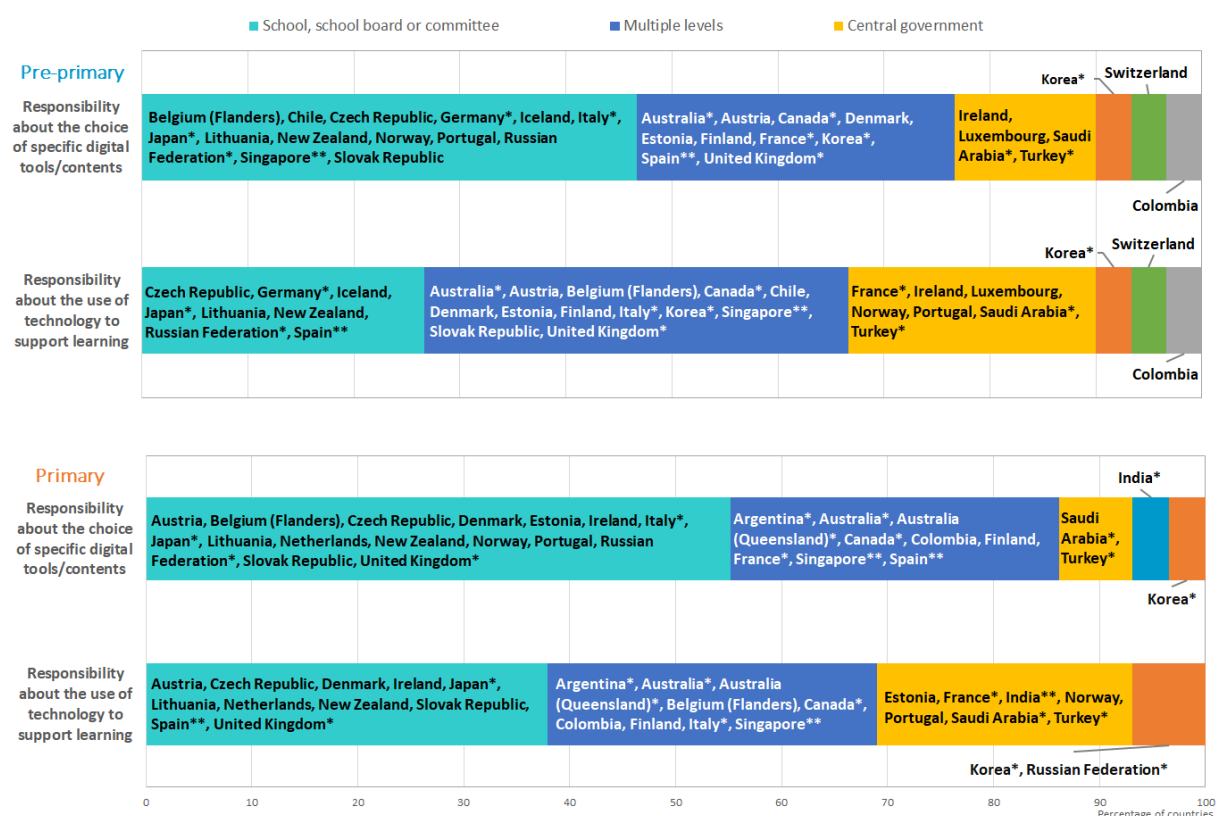 School, school board or committee
Multiple levels
Central government
Pre-primary
Responsibility
about the choice
of specific digital
tools/contents
Belgium (Flanders), Chile, Czech Republic, Germany*, Iceland, Italy*,
Japan*, Lithuania, New Zealand, Norway, Portugal, Russian
Federation*, Singapore**, Slovak Republic
Australia*, Austria, Canada*, Denmark,
Estonia, Finland, France*, Korea*,
Spain**, United Kingdom*
Ireland,
Luxembourg, Saudi
Arabia*, Turkey*
Korea*
Switzerland
Colombia
Responsibility
about the use of
technology to
support learning
Czech Republic, Germany*, Iceland,
Japan*, Lithuania, New Zealand,
Russian Federation*, Spain**
Australia*, Austria, Belgium (Flanders), Canada*, Chile,
Denmark, Estonia, Finland, Italy*, Korea*, Singapore**,
Slovak Republic, United Kingdom*
France*, Ireland, Luxembourg,
Norway, Portugal, Saudi Arabia*,
Turkey*
Korea*
Switzerland
Colombia
Primary
Responsibility
about the choice
of specific digital
tools/contents
Austria, Belgium (Flanders), Czech Republic, Denmark, Estonia, Ireland, Italy*,
Japan*, Lithuania, Netherlands, New Zealand, Norway, Portugal, Russian
Federation*, Slovak Republic, United Kingdom*
Argentina*, Australia*, Australia
(Queensland)*, Canada*, Colombia, Finland,
France*, Singapore**, Spain**
Saudi
Arabia*,
Turkey*
India*
Korea*
Responsibility
about the use of
technology to
support learning
Austria, Czech Republic, Denmark, Ireland, Japan*,
Lithuania, Netherlands, New Zealand, Slovak Republic,
Spain**, United Kingdom*
Argentina*, Australia*, Australia
(Queensland)*, Belgium (Flanders), Canada*,
Colombia, Finland, Italy*, Singapore**
Estonia, France*, India**, Norway,
Portugal, Saudi Arabia*, Turkey*
Korea*, Russian Federation*
0 10 20 30 40 50 60 70 80 90 100
Percentage of countries